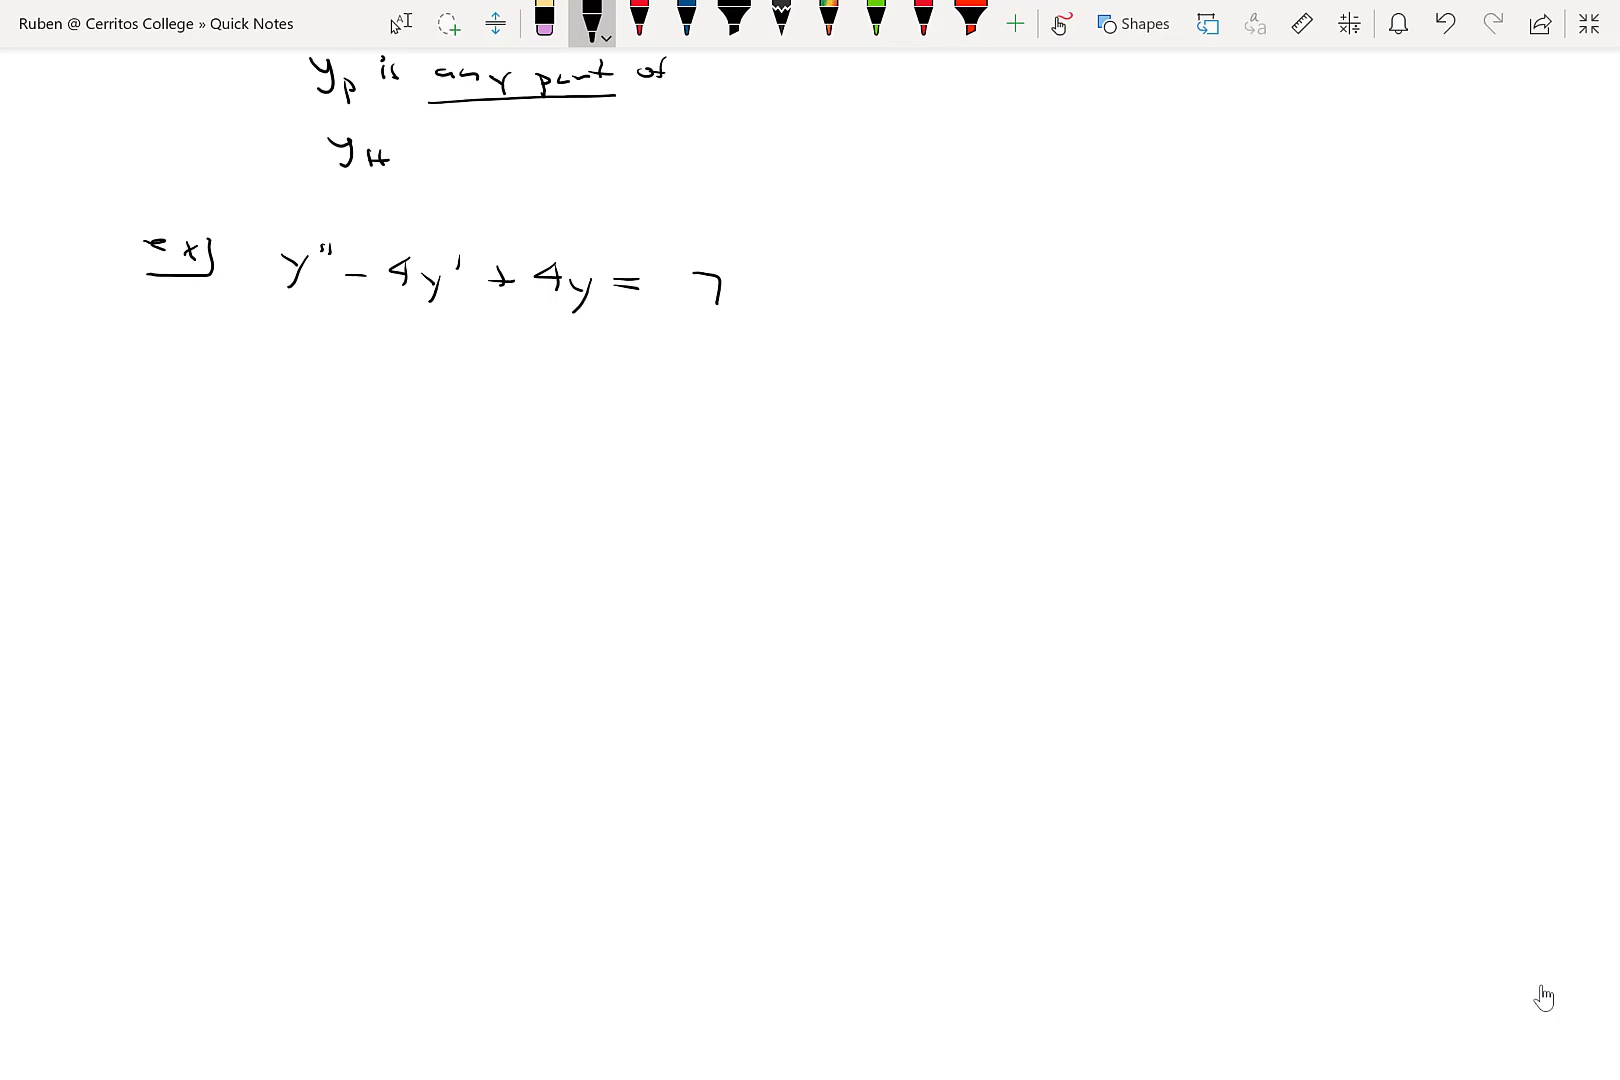 Ruben @ Cerritos College » Quick Notes
Shapes
yp is any part of
yH
ex] y" - 4y' + 4y = 7